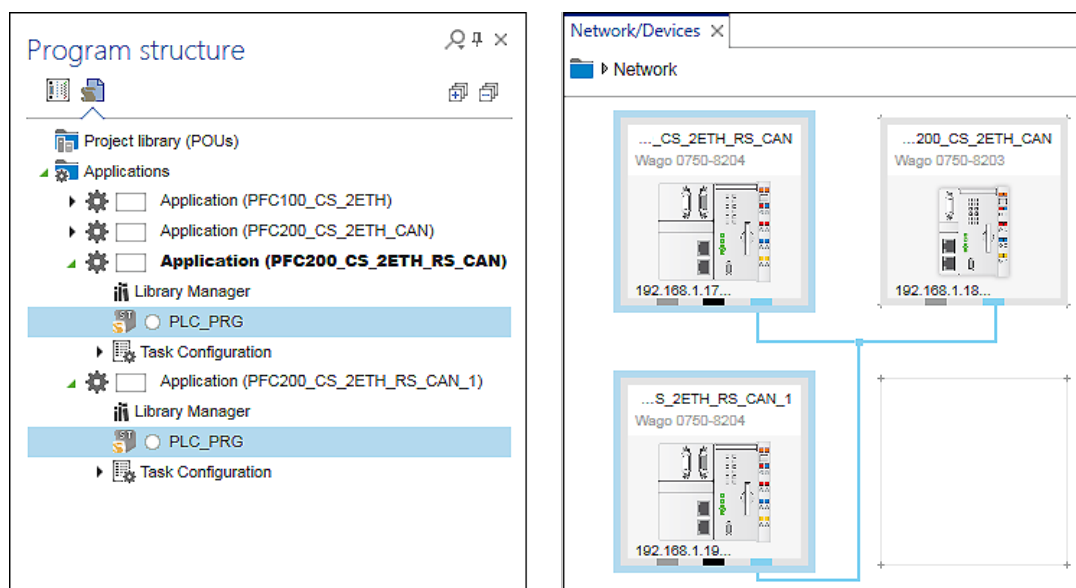 Program structure
Project library (POUs)
Applications
Application (PFC100_CS_2ETH)
Application (PFC200_CS_2ETH_CAN)
Application (PFC200_CS_2ETH_RS_CAN)
Library Manager
ST
PLC_PRG
Task Configuration
Application (PFC200_CS_2ETH_RS_CAN_1)
Library Manager
ST
PLC_PRG
Task Configuration
Network/Devices
Network
..._CS_2ETH_RS_CAN
Wago 0750-8204
192.168.1.17...
...200_CS_2ETH_CAN
Wago 0750-8203
192.168.1.18...
...S_2ETH_RS_CAN_1
Wago 0750-8204
192.168.1.19...